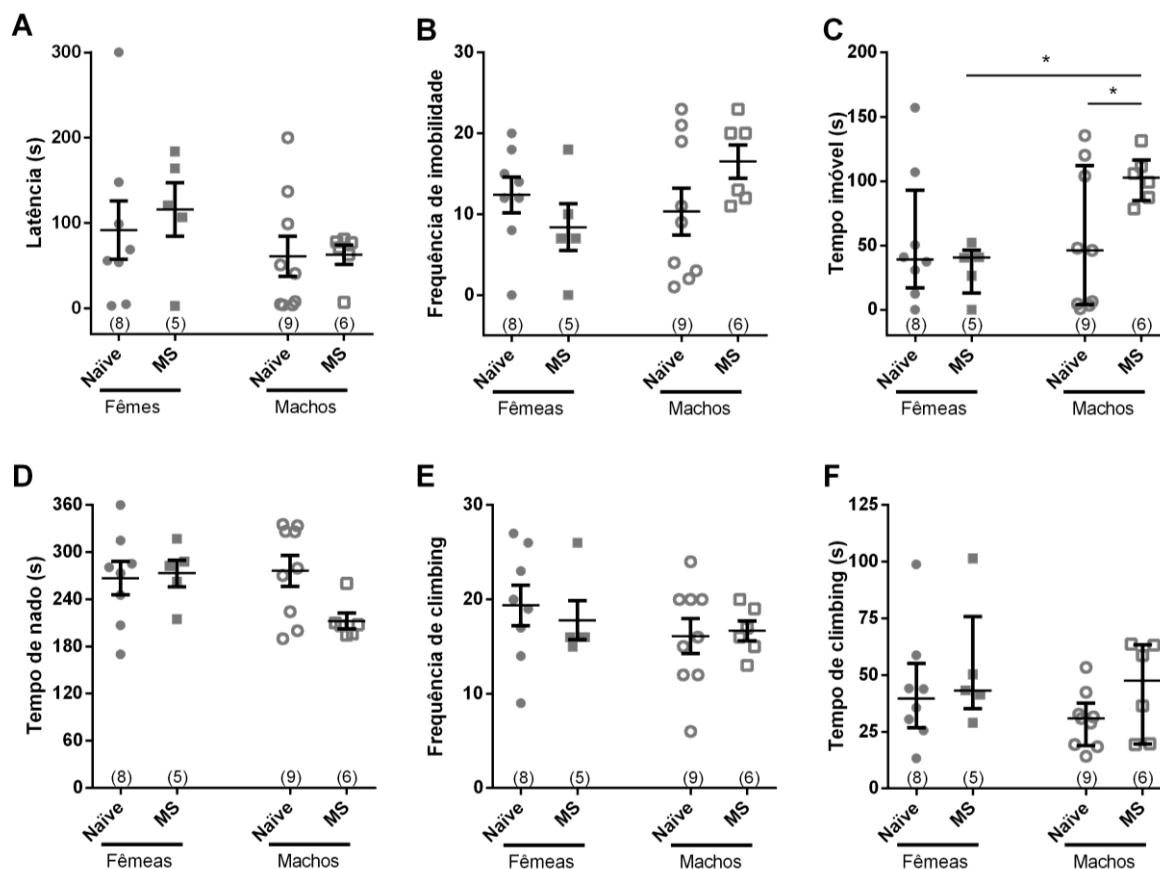 A
Latência (s)
300
200
100
0
(8) (5) (9) (6)
Naïve MS Naïve MS
Fêmes Machos
B
Frequência de imobilidade
30
20
10
0
(8) (5) (9) (6)
Naïve MS Naïve MS
Fêmeas Machos
C
Tempo imóvel (s)
200
150
100
50
0
*
*
(8) (5) (9) (6)
Naïve MS Naïve MS
Fêmeas Machos
D
Tempo de nado (s)
360
300
240
180
120
60
0
(8) (5) (9) (6)
Naïve MS Naïve MS
Fêmeas Machos
E
Frequência de climbing
30
20
10
0
(8) (5) (9) (6)
Naïve MS Naïve MS
Fêmeas Machos
F
Tempo de climbing (s)
125
100
75
50
25
0
(8) (5) (9) (6)
Naïve MS Naïve MS
Fêmeas Machos